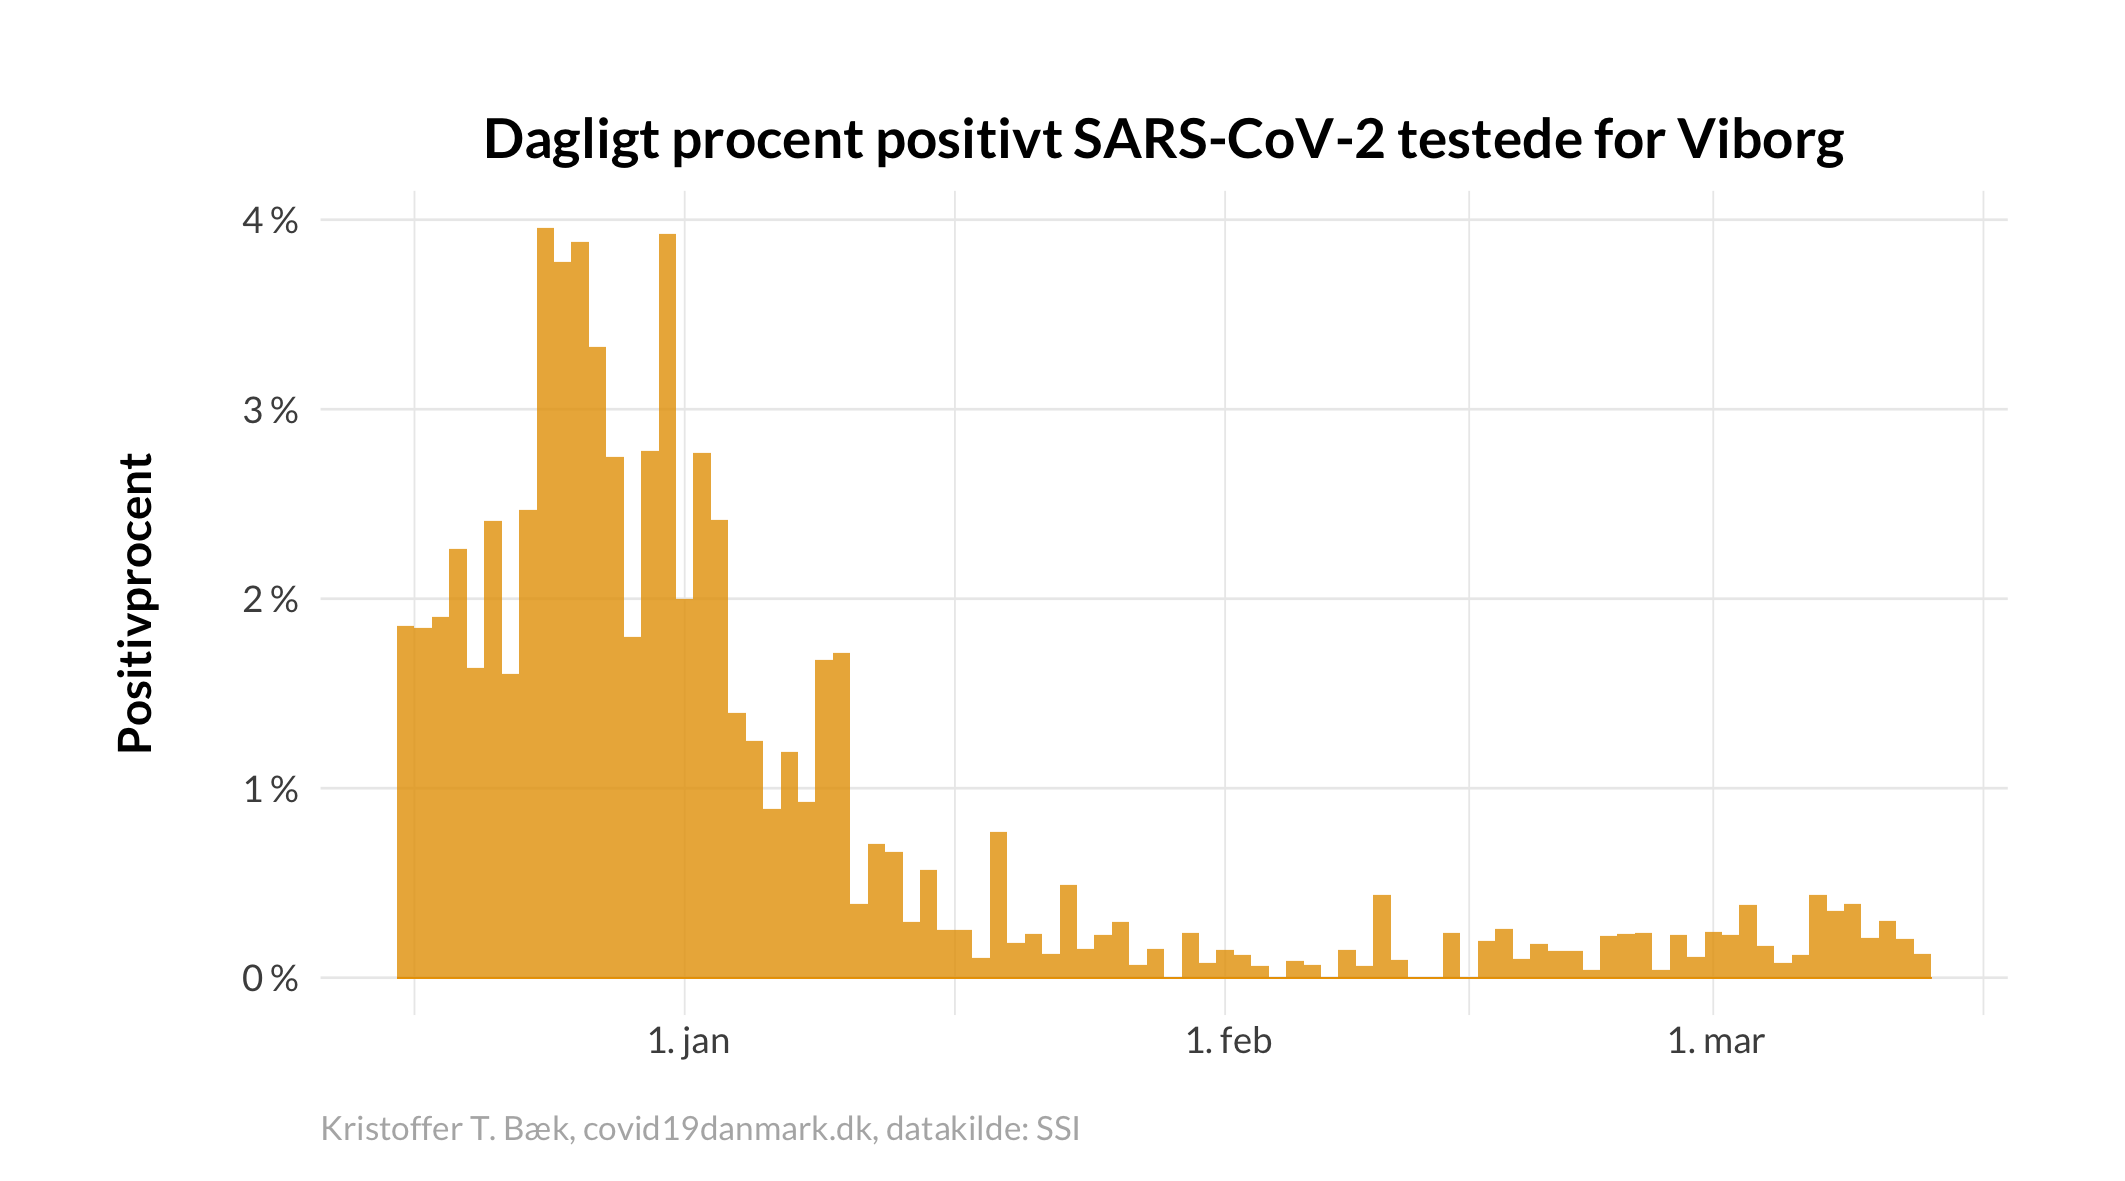 Dagligt procent positivt SARS-CoV-2 testede for Viborg
Positivprocent
4 %
3 %
2 %
1 %
0 %
1. jan
1. feb
1. mar
Kristoffer T. Bæk, covid19danmark.dk, datakilde: SSI